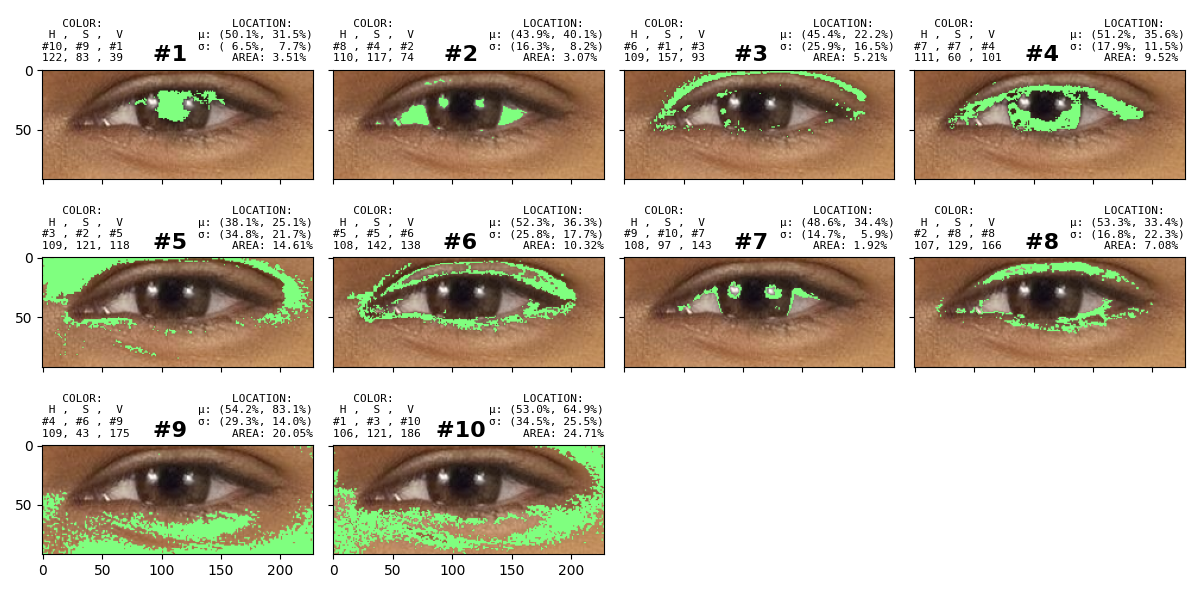 COLOR: LOCATION:
H , S , V μ: (50.1%, 31.5%)
#10, #9 , #1 σ: ( 6.5%, 7.7%)
122, 83 , 39 #1 AREA: 3.51%
COLOR: LOCATION:
H , S , V μ: (43.9%, 40.1%)
#8 , #4 , #2 σ: (16.3%, 8.2%)
110, 117, 74 #2 AREA: 3.07%
COLOR: LOCATION:
H , S , V μ: (45.4%, 22.2%)
#6 , #1 , #3 σ: (25.9%, 16.5%)
109, 157, 93 #3 AREA: 5.21%
COLOR: LOCATION:
H , S , V μ: (51.2%, 35.6%)
#7 , #7 , #4 σ: (17.9%, 11.5%)
111, 60 , 101 #4 AREA: 9.52%
0
50
COLOR: LOCATION:
H , S , V μ: (38.1%, 25.1%)
#3 , #2 , #5 σ: (34.8%, 21.7%)
109, 121, 118 #5 AREA: 14.61%
COLOR: LOCATION:
H , S , V μ: (52.3%, 36.3%)
#5 , #5 , #6 σ: (25.8%, 17.7%)
108, 142, 138 #6 AREA: 10.32%
COLOR: LOCATION:
H , S , V μ: (48.6%, 34.4%)
#9 , #10, #7 σ: (14.7%, 5.9%)
108, 97 , 143 #7 AREA: 1.92%
COLOR: LOCATION:
H , S , V μ: (53.3%, 33.4%)
#2 , #8 , #8 σ: (16.8%, 22.3%)
107, 129, 166 #8 AREA: 7.08%
0
50
COLOR: LOCATION:
H , S , V μ: (54.2%, 83.1%)
#4 , #6 , #9 σ: (29.3%, 14.0%)
109, 43 , 175 #9 AREA: 20.05%
COLOR: LOCATION:
H , S , V μ: (53.0%, 64.9%)
#1 , #3 , #10 σ: (34.5%, 25.5%)
106, 121, 186 #10 AREA: 24.71%
0
50
0 50 100 150 200
0 50 100 150 200